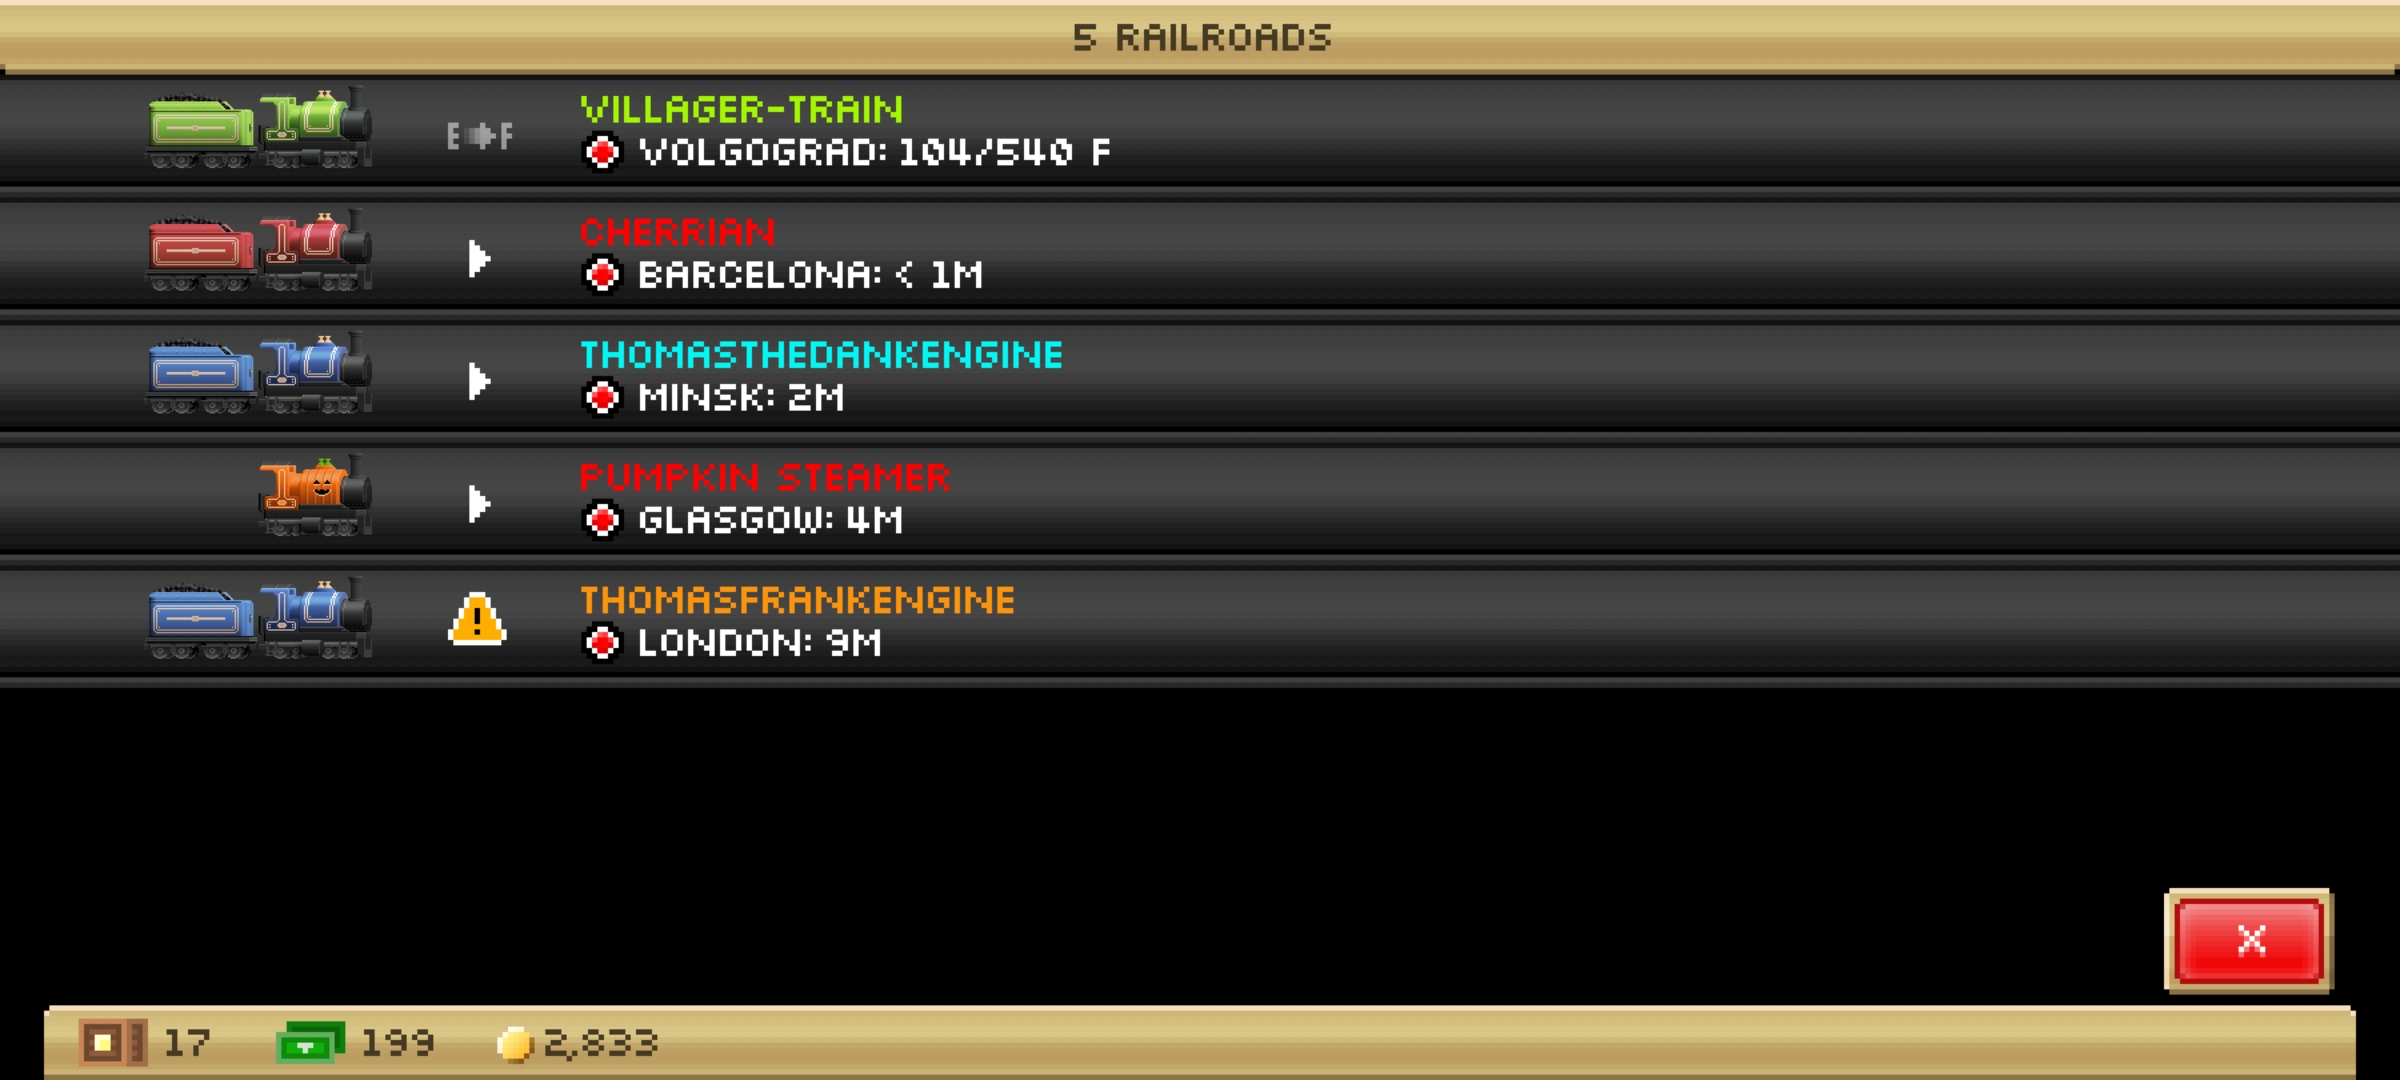 5 RAILROADS
VILLAGER-TRAIN
E F
VOLGOGRAD: 104/540 F
CHERRIAN
BARCELONA: < 1M
THOMASTHEDANKENGINE
MINSK: 2M
PUMPKIN STEAMER
GLASGOW: 4M
THOMASFRANKENGINE
!
LONDON: 9M
X
17 199 2,833